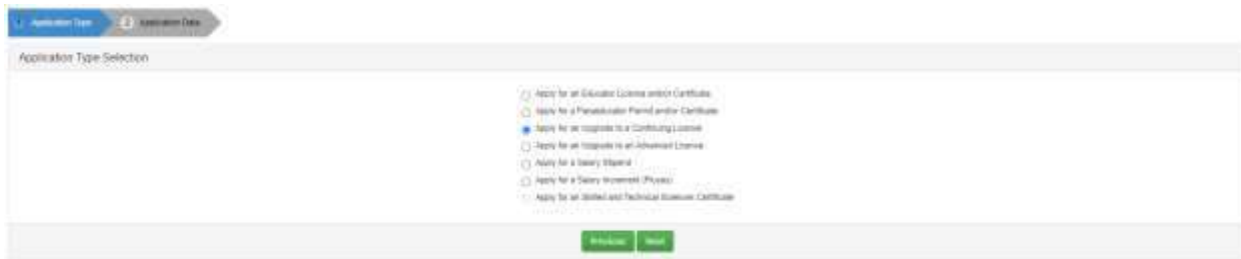 Application Type
Application Data
Application Type Selection
Apply for an Educator License and/or Certificate
Apply for a Paraeducator Permit and/or Certificate
Apply for an Upgrade to a Continuing License
Apply for an Upgrade to an Advanced License
Apply for a Salary Stipend
Apply for a Salary Increment (Pluses)
Apply for an Skilled and Technical Sciences Certificate
Previous Next